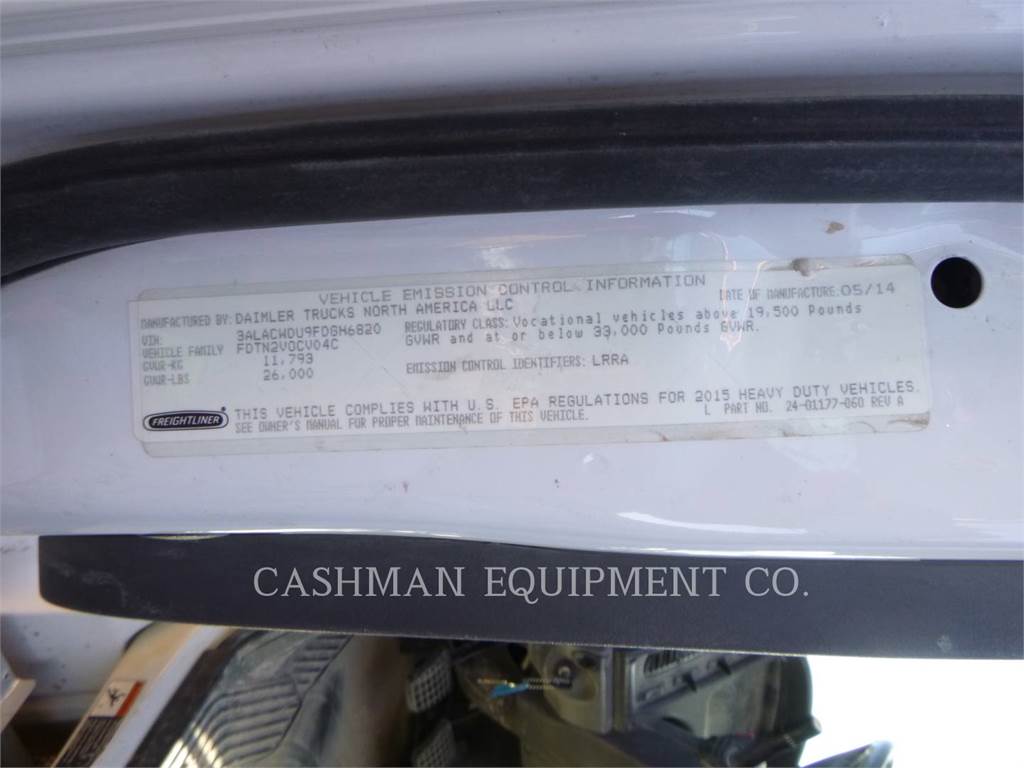 VEHICLE EMISSION CONTROL INFORMATION
MANUFACTURED BY: DAIMLER TRUCKS NORTH AMERICA LLC
DATE OF MANUFACTURE: 05/14
VIN: 3ALACWDU9FDGH6820
VEHICLE FAMILY FDTN2VOCV04C
GVWR-KG 11,793
GVWR-LBS 26,000
REGULATORY CLASS: Vocational vehicles above 19,500 Pounds
GVWR and at or below 33,000 Pounds GVWR.
EMISSION CONTROL IDENTIFIERS: LRRA
FREIGHTLINER
THIS VEHICLE COMPLIES WITH U.S. EPA REGULATIONS FOR 2015 HEAVY DUTY VEHICLES.
SEE OWNER'S MANUAL FOR PROPER MAINTENANCE OF THIS VEHICLE.
L PART NO. 24-01177-060 REV A
CASHMAN EQUIPMENT CO.